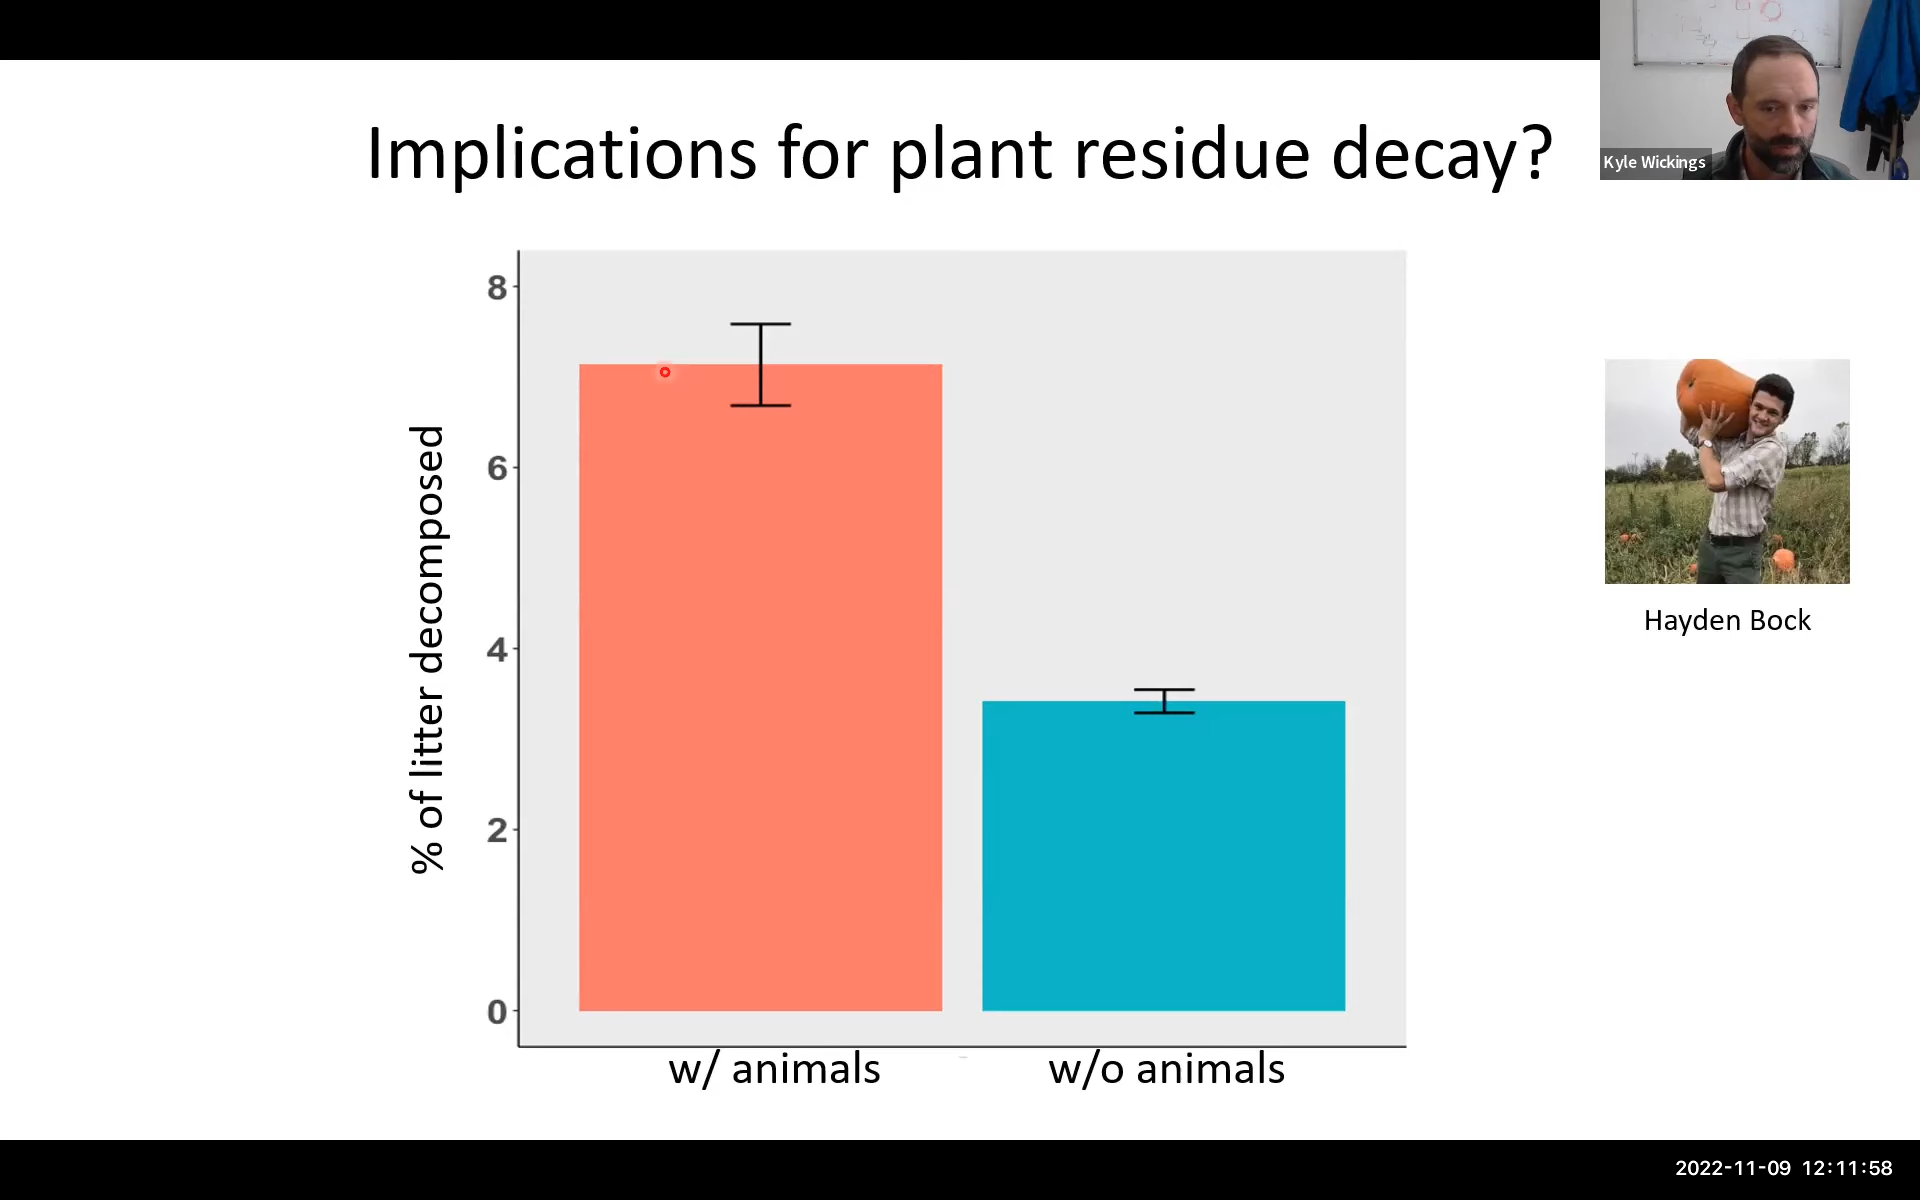 Implications for plant residue decay?
Kyle Wickings
8
6
4
2
0
% of litter decomposed
w/ animals
w/o animals
Hayden Bock
2022-11-09 12:11:58